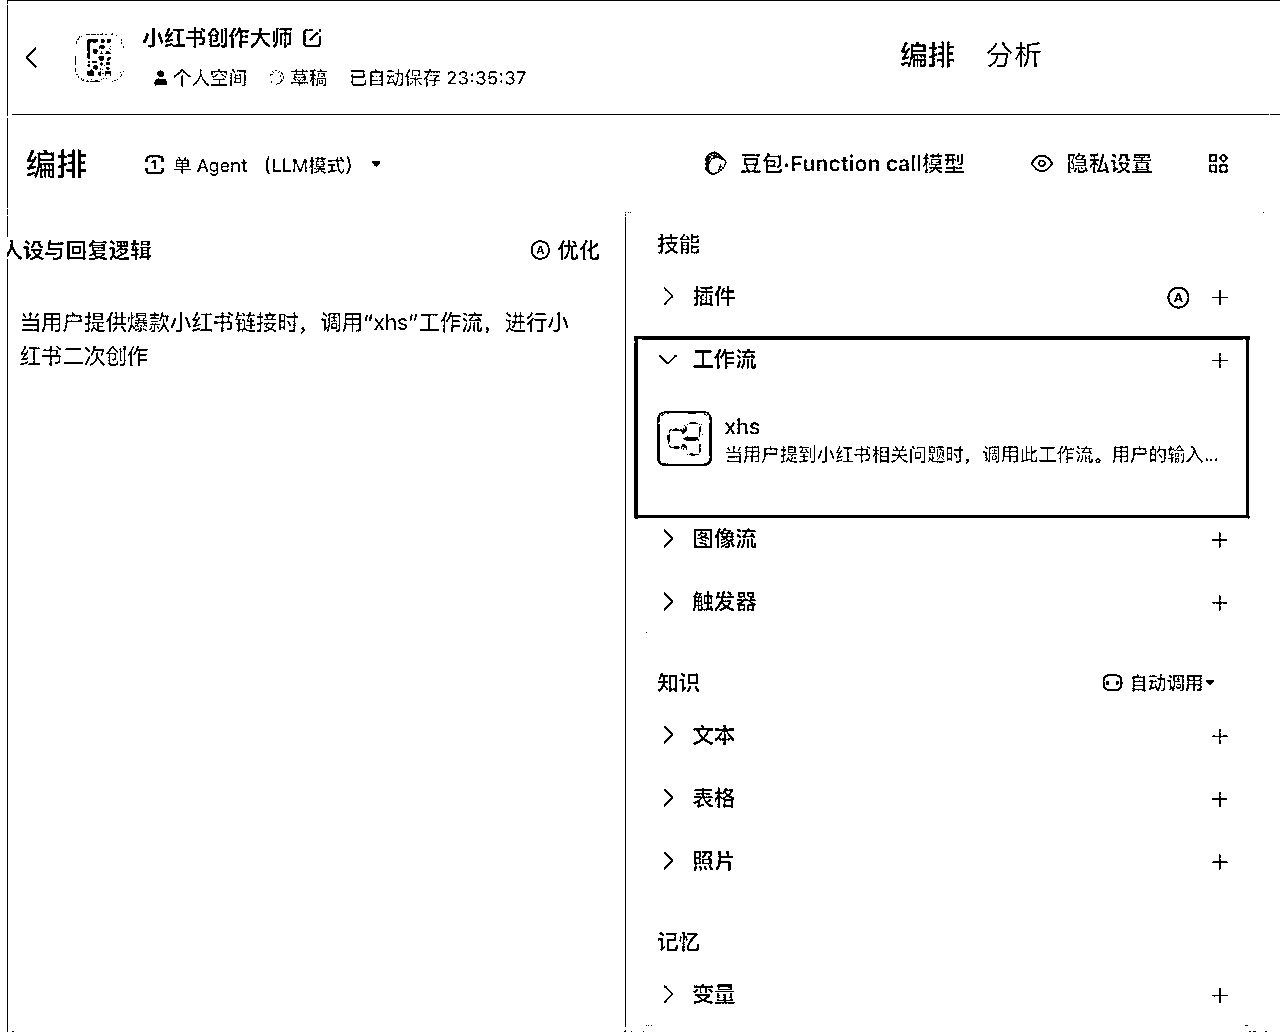 小红书创作大师
个人空间 草稿 已自动保存 23:35:37
编排 分析
编排
单 Agent （LLM模式）
豆包·Function call模型
隐私设置
人设与回复逻辑
优化
当用户提供爆款小红书链接时，调用“xhs”工作流，进行小
红书二次创作
技能
插件
工作流
xhs
当用户提到小红书相关问题时，调用此工作流。用户的输入...
图像流
触发器
知识
自动调用
文本
表格
照片
记忆
变量